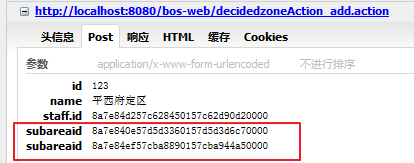 http://localhost:8080/bos-web/decidedzoneAction_add.action
头信息 Post 响应 HTML 缓存 Cookies
参数 application/x-www-form-urlencoded 不进行排序
id 123
name 平西府定区
staff.id 8a7e84d257c628450157c62d90d20000
subareaid 8a7e840e57d5d3360157d5d3d6c70000
subareaid 8a7e84ef57cba8890157cba944a50000